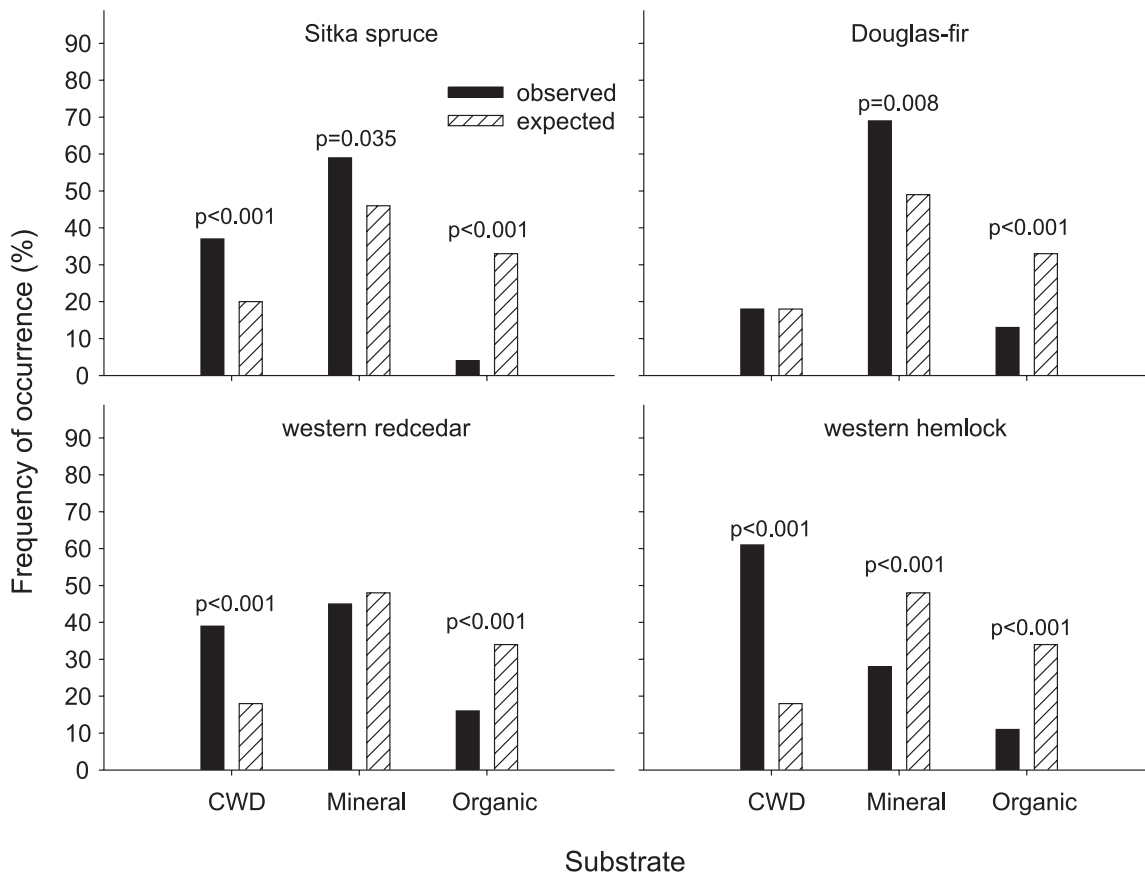 Sitka spruce
Douglas-fir
observed
expected
90
80
70
60
50
40
30
20
10
0
p<0.001
p=0.035
p<0.001
p=0.008
p<0.001
western redcedar
western hemlock
90
80
70
60
50
40
30
20
10
0
p<0.001
p<0.001
p<0.001
p<0.001
p<0.001
CWD Mineral Organic
CWD Mineral Organic
Frequency of occurrence (%)
Substrate